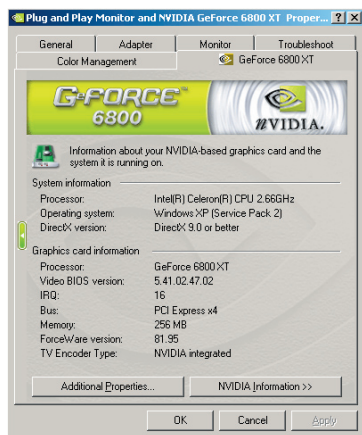 Plug and Play Monitor and NVIDIA GeForce 6800 XT Proper...
General Adapter Monitor Troubleshoot
Color Management GeForce 6800 XT
G-FORCE
6800
NVIDIA.
Information about your NVIDIA-based graphics card and the
system it is running on.
System information
Processor: Intel(R) Celeron(R) CPU 2.66GHz
Operating system: Windows XP (Service Pack 2)
DirectX version: DirectX 9.0 or better
Graphics card information
Processor: GeForce 6800 XT
Video BIOS version: 5.41.02.47.02
IRQ: 16
Bus: PCI Express x4
Memory: 256 MB
ForceWare version: 81.95
TV Encoder Type: NVIDIA integrated
Additional Properties... NVIDIA Information >>
OK Cancel Apply